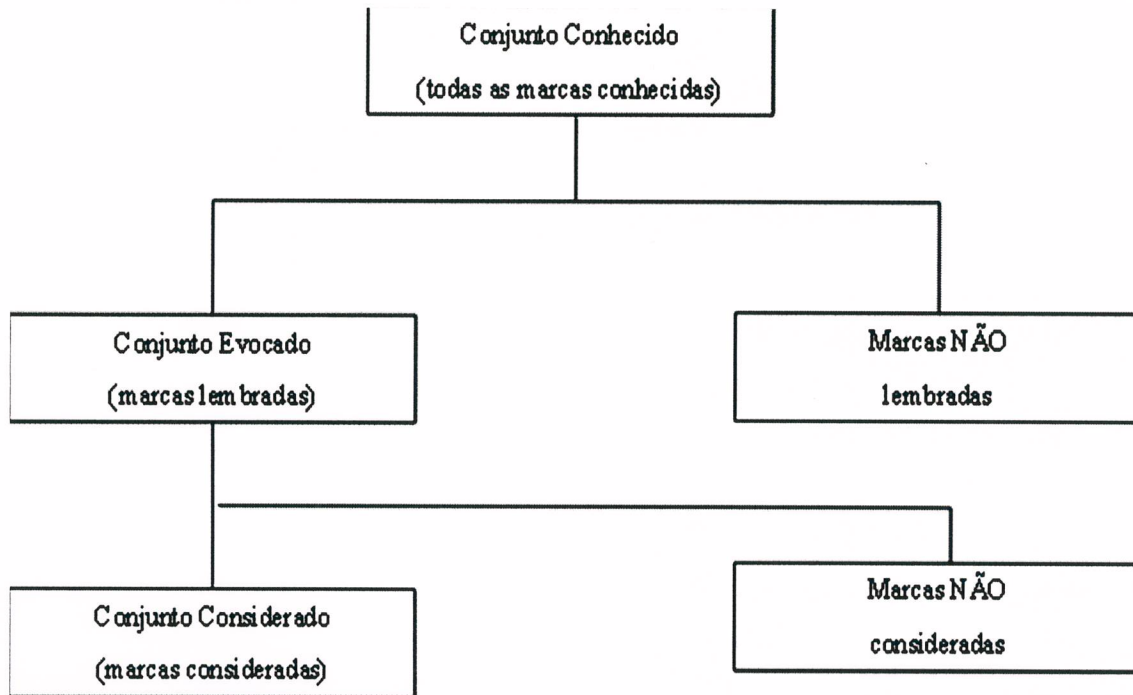 Conjunto Conhecido
(todas as marcas conhecidas)
Conjunto Evocado
(marcas lembradas)
Marcas NÃO
lembradas
Conjunto Considerado
(marcas consideradas)
Marcas NÃO
consideradas